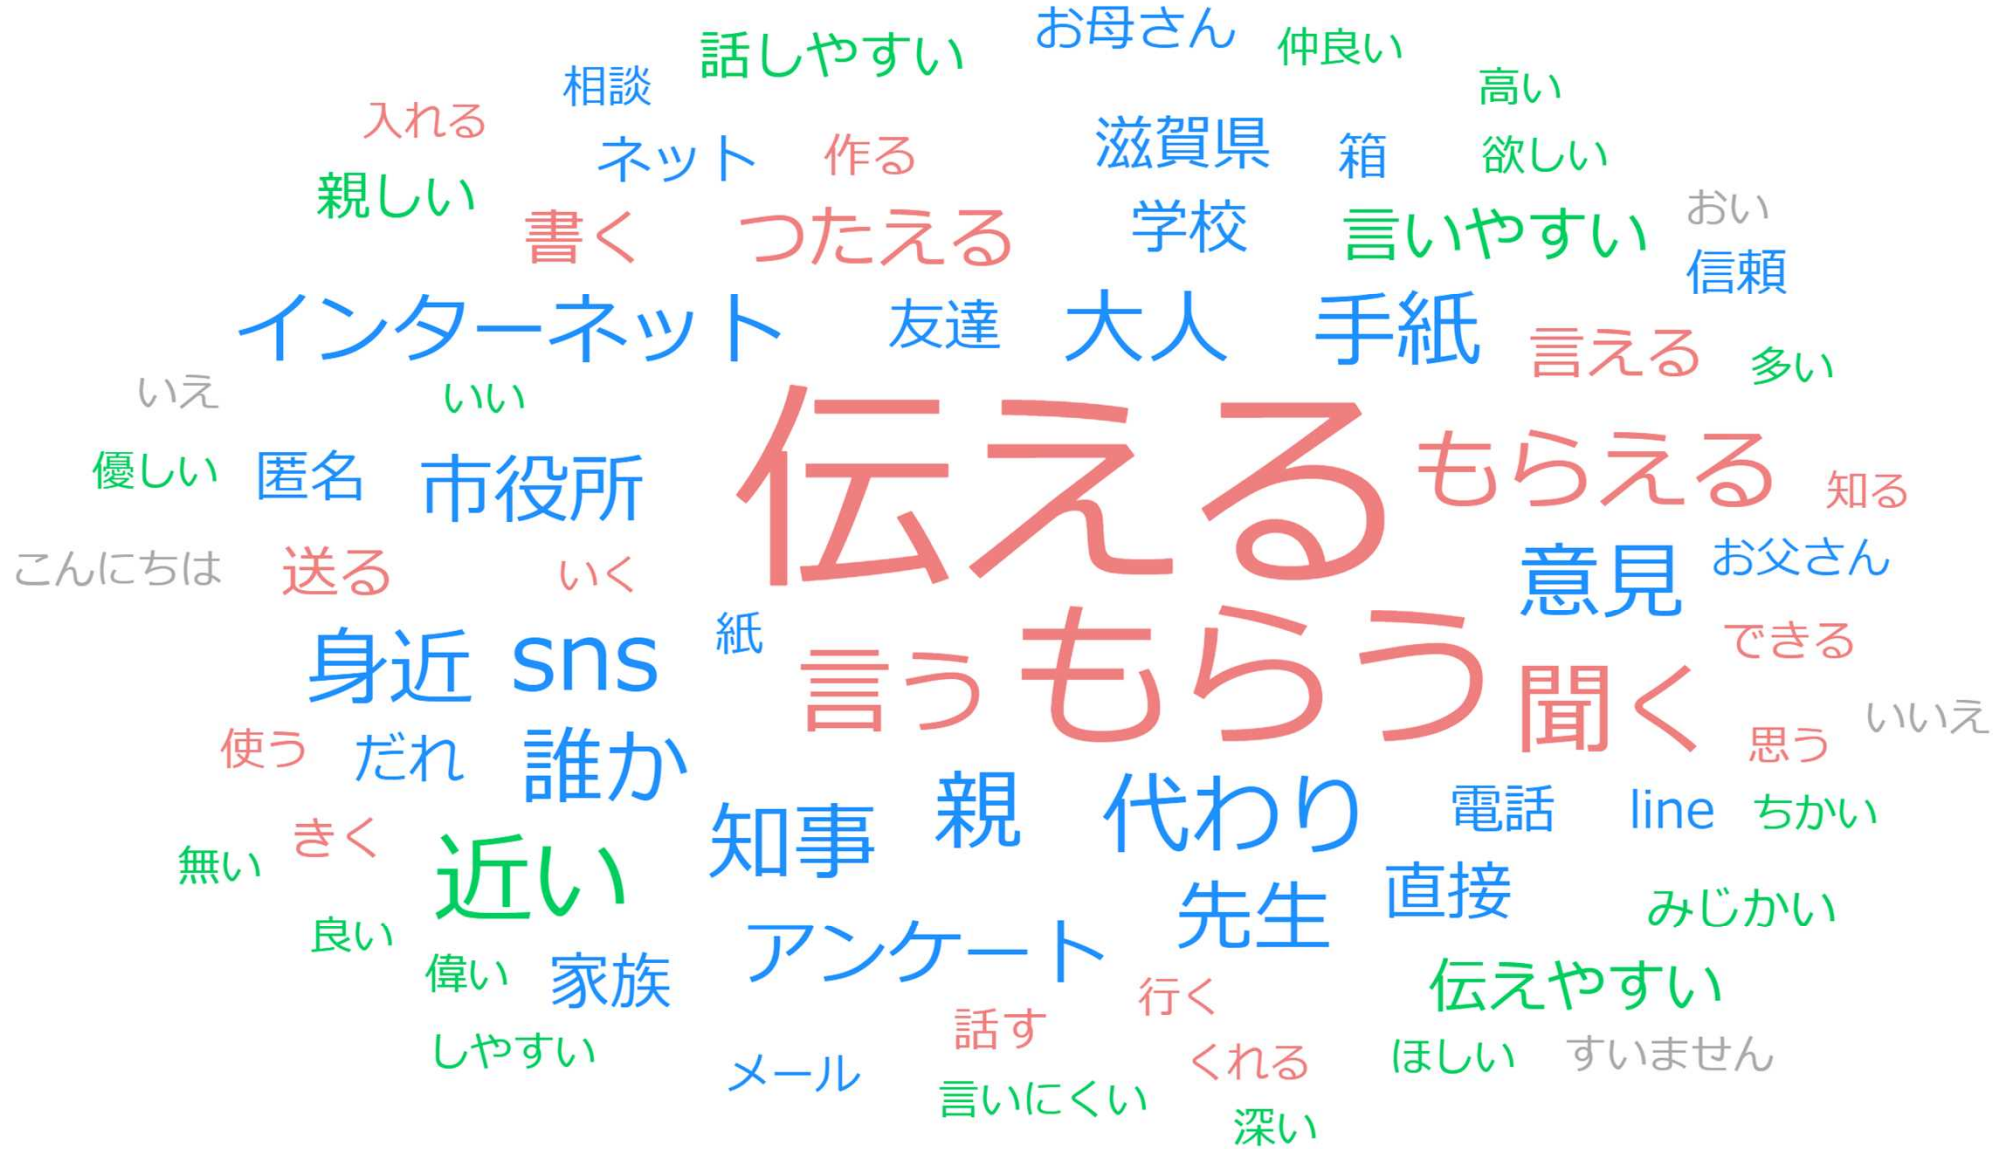 お母さん
話しやすい
仲良い
相談
高い
入れる
ネット
作る
滋賀県
箱
欲しい
親しい
書く
つたえる
学校
言いやすい
おい
信頼
インターネット
友達
大人
手紙
言える
多い
いえ
いい
伝える
もらえる
優しい
匿名
市役所
知る
こんにちは
送る
いく
意見
お父さん
身近
sns
紙
言う
もらう
聞く
できる
使う
だれ
誰か
思う
いいえ
知事
親
代わり
電話
line
ちかい
きく
無い
近い
先生
直接
みじかい
良い
偉い
家族
アンケート
行く
伝えやすい
しやすい
メール
話す
くれる
ほしい
すいません
言いにくい
深い